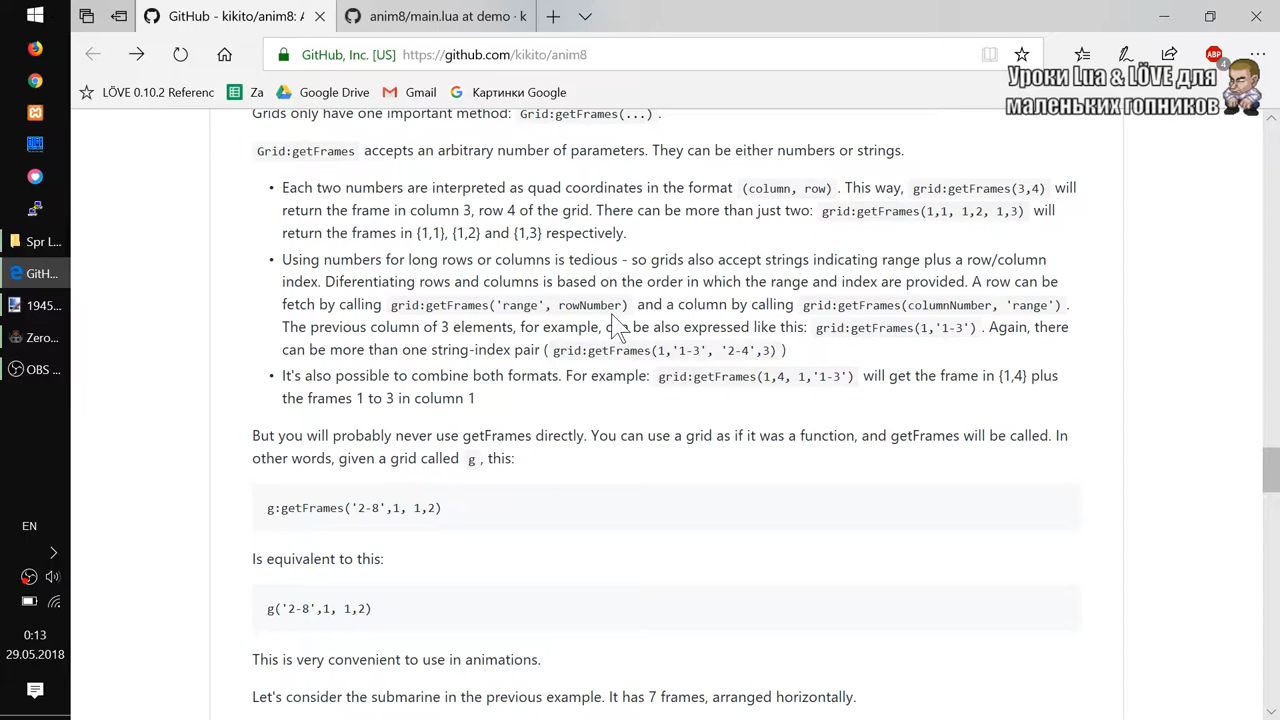 GitHub - kikito/anim8: A
anim8/main.lua at demo · k
GitHub, Inc. [US] https://github.com/kikito/anim8
ABP
4
LÖVE 0.10.2 Referenc
Za
Google Drive
Gmail
Картинки Google
Уроки Lua & LÖVE для
маленьких гопников
Grids only have one important method: Grid:getFrames(...) .
Grid:getFrames accepts an arbitrary number of parameters. They can be either numbers or strings.
• Each two numbers are interpreted as quad coordinates in the format (column, row) . This way, grid:getFrames(3,4) will
return the frame in column 3, row 4 of the grid. There can be more than just two: grid:getFrames(1,1, 1,2, 1,3) will
return the frames in {1,1}, {1,2} and {1,3} respectively.
• Using numbers for long rows or columns is tedious - so grids also accept strings indicating range plus a row/column
index. Diferentiating rows and columns is based on the order in which the range and index are provided. A row can be
fetch by calling grid:getFrames('range', rowNumber) and a column by calling grid:getFrames(columnNumber, 'range') .
The previous column of 3 elements, for example, can be also expressed like this: grid:getFrames(1,'1-3') . Again, there
can be more than one string-index pair ( grid:getFrames(1,'1-3', '2-4',3) )
• It's also possible to combine both formats. For example: grid:getFrames(1,4, 1,'1-3') will get the frame in {1,4} plus
the frames 1 to 3 in column 1
But you will probably never use getFrames directly. You can use a grid as if it was a function, and getFrames will be called. In
other words, given a grid called g , this:
g:getFrames('2-8',1, 1,2)
Is equivalent to this:
g('2-8',1, 1,2)
This is very convenient to use in animations.
Let's consider the submarine in the previous example. It has 7 frames, arranged horizontally.
Spr L...
GitH...
1945...
Zero...
OBS ...
EN
0:13
29.05.2018